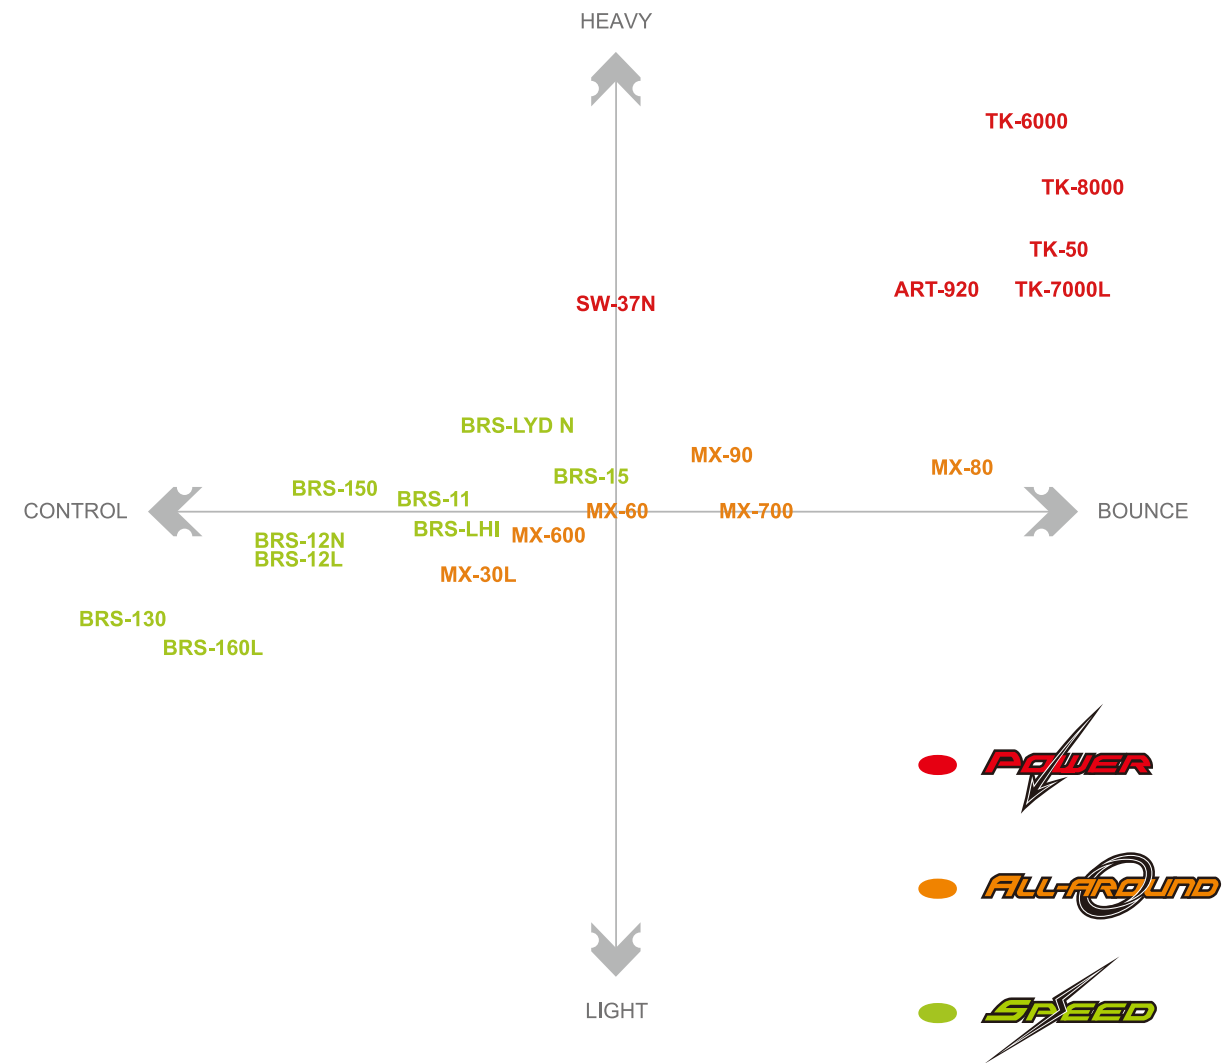 HEAVY
TK-6000
TK-8000
TK-50
ART-920 TK-7000L
SW-37N
BRS-LYD N
MX-90
MX-80
BRS-15
BRS-150
BRS-11
CONTROL MX-60 MX-700 BOUNCE
BRS-LHI
MX-600
BRS-12N
BRS-12L
MX-30L
BRS-130
BRS-160L
POWER
ALL-AROUND
LIGHT
SPEED